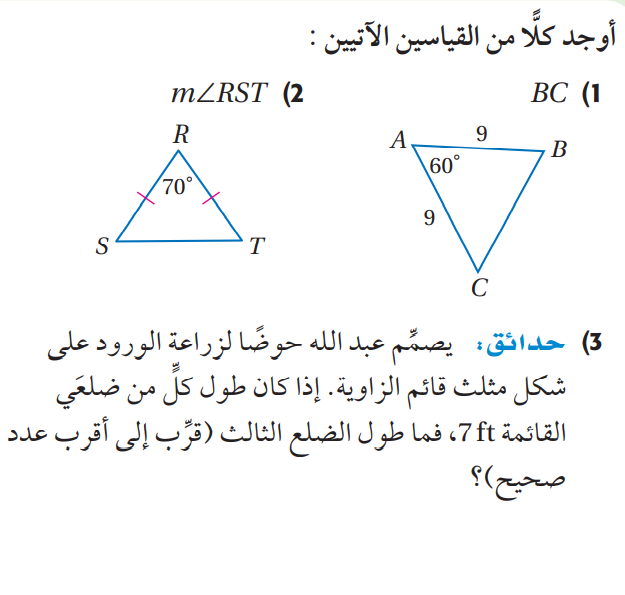 أوجد كلًّا من القياسين الآتيين :
1) BC
2) m∠RST
A
9
B
60°
9
C
R
70°
S
T
3) حدائق: يصمِّم عبد الله حوضًا لزراعة الورود على
شكل مثلث قائم الزاوية. إذا كان طول كلٍّ من ضلعَي
القائمة 7 ft، فما طول الضلع الثالث (قرِّب إلى أقرب عدد
صحيح)؟